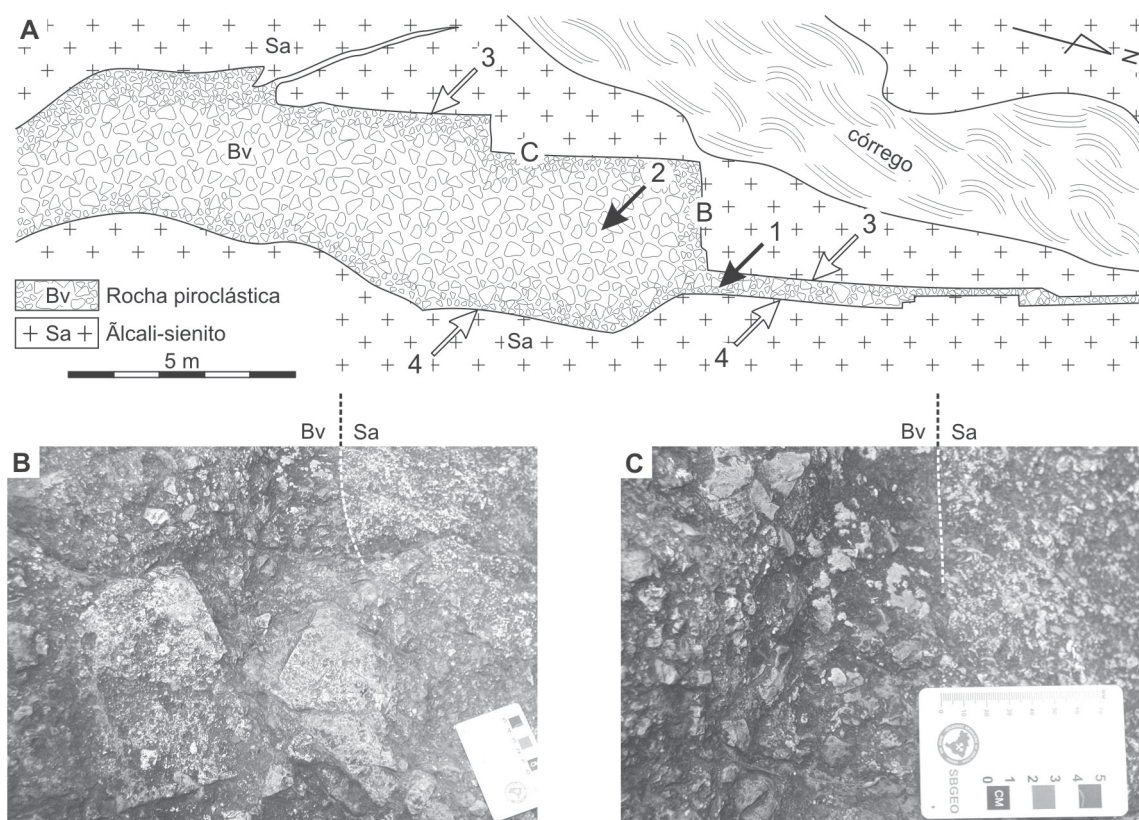 A
Sa
3
N
córrego
C
2
Bv
B
1
3
Bv Rocha piroclástica
+ Sa + Ãlcali-sienito
5 m
4
Sa
4
Bv Sa
Bv Sa
B
C
SBGEO
0 1 2 3 4 5
CM